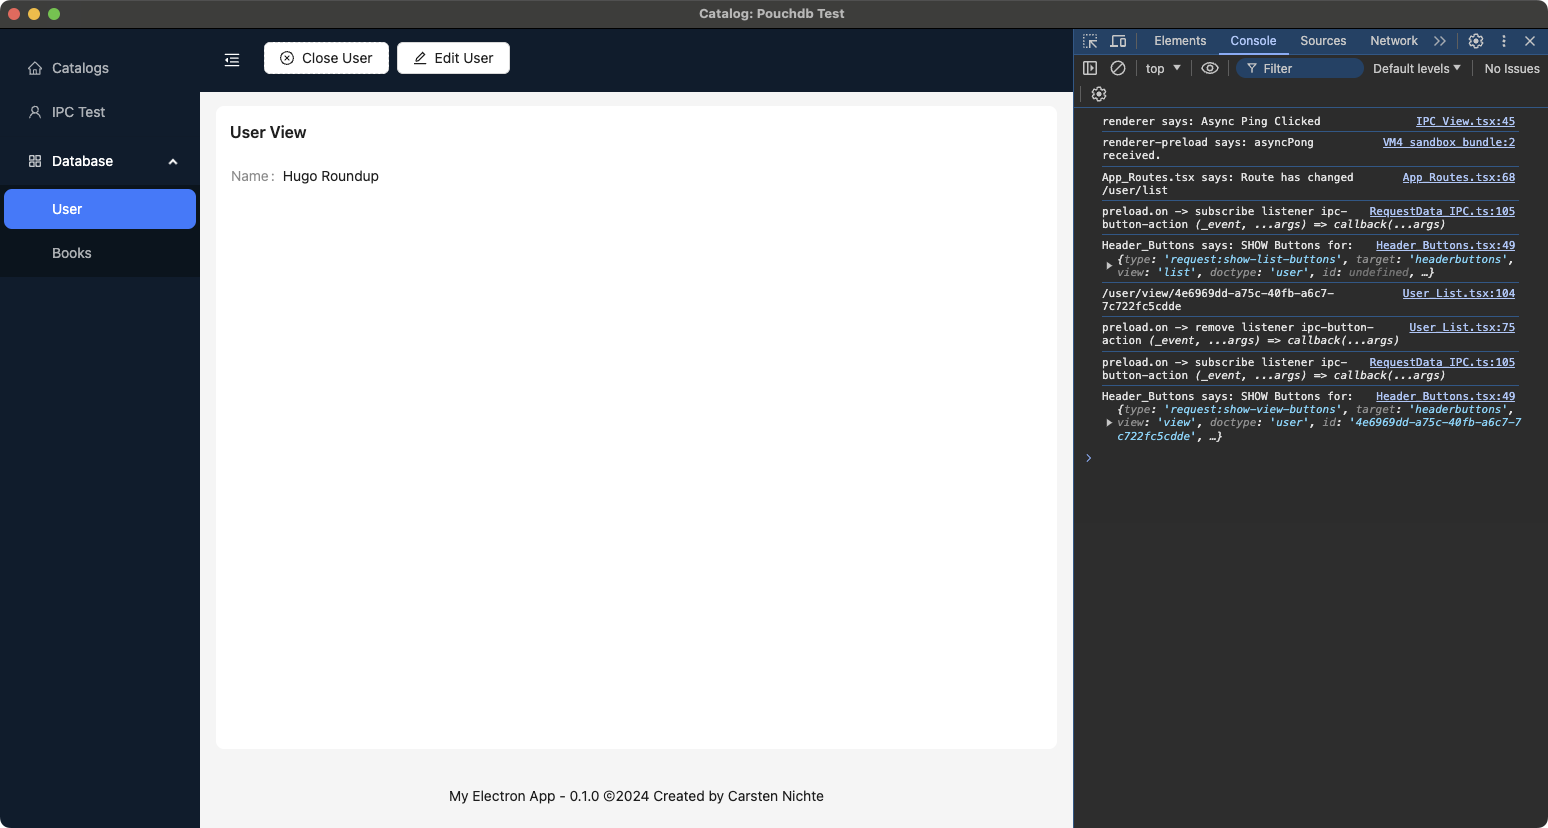 Catalog: Pouchdb Test
Catalogs
IPC Test
Database
User
Books
Close User
Edit User
User View
Name : Hugo Roundup
My Electron App - 0.1.0 ©2024 Created by Carsten Nichte
Elements Console Sources Network
top Filter Default levels No Issues
renderer says: Async Ping Clicked IPC_View.tsx:45
renderer-preload says: asyncPong VM4 sandbox_bundle:2
received.
App_Routes.tsx says: Route has changed App_Routes.tsx:68
/user/list
preload.on -> subscribe listener ipc- RequestData_IPC.ts:105
button-action (_event, ...args) => callback(...args)
Header_Buttons says: SHOW Buttons for: Header_Buttons.tsx:49
{type: 'request:show-list-buttons', target: 'headerbuttons',
view: 'list', doctype: 'user', id: undefined, …}
/user/view/4e6969dd-a75c-40fb-a6c7- User_List.tsx:104
7c722fc5cdde
preload.on -> remove listener ipc-button- User_List.tsx:75
action (_event, ...args) => callback(...args)
preload.on -> subscribe listener ipc- RequestData_IPC.ts:105
button-action (_event, ...args) => callback(...args)
Header_Buttons says: SHOW Buttons for: Header_Buttons.tsx:49
{type: 'request:show-view-buttons', target: 'headerbuttons',
view: 'view', doctype: 'user', id: '4e6969dd-a75c-40fb-a6c7-7
c722fc5cdde', …}